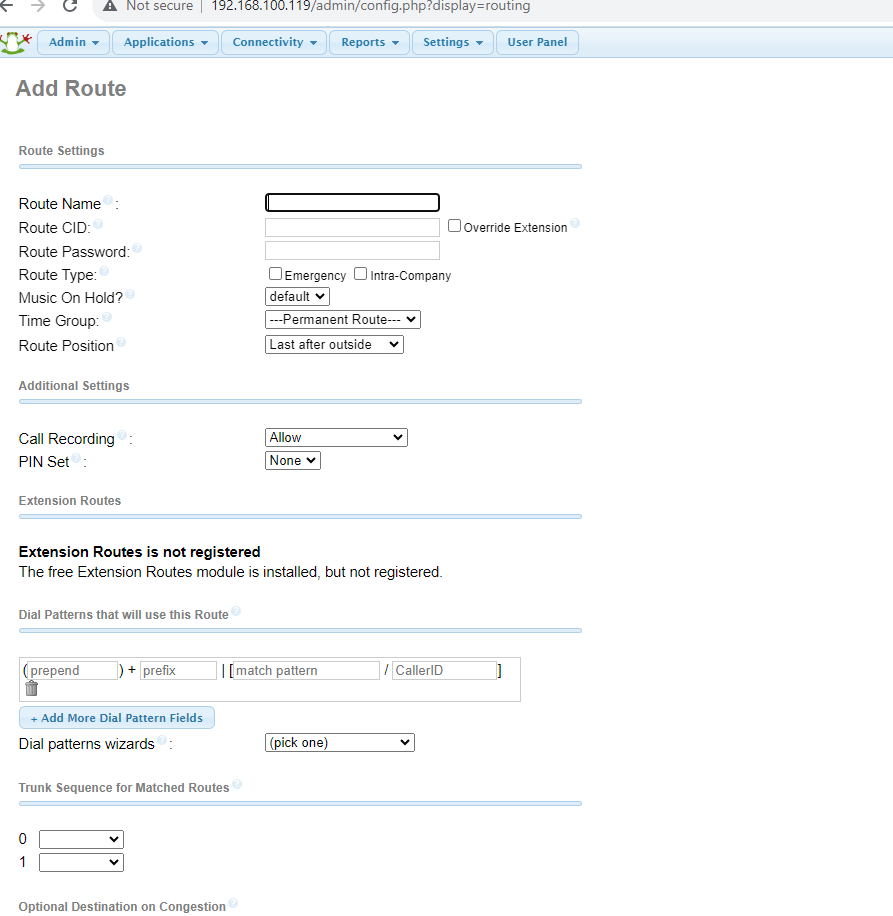 Not secure | 192.168.100.119/admin/config.php?display=routing
Admin Applications Connectivity Reports Settings User Panel
Add Route
Route Settings
Route Name? :
Route CID:? Override Extension?
Route Password:?
Route Type:? Emergency Intra-Company
Music On Hold?? default
Time Group:? ---Permanent Route---
Route Position? Last after outside
Additional Settings
Call Recording? : Allow
PIN Set? : None
Extension Routes
Extension Routes is not registered
The free Extension Routes module is installed, but not registered.
Dial Patterns that will use this Route?
(prepend) + prefix | [match pattern / CallerID]
+ Add More Dial Pattern Fields
Dial patterns wizards? : (pick one)
Trunk Sequence for Matched Routes?
0
1
Optional Destination on Congestion?